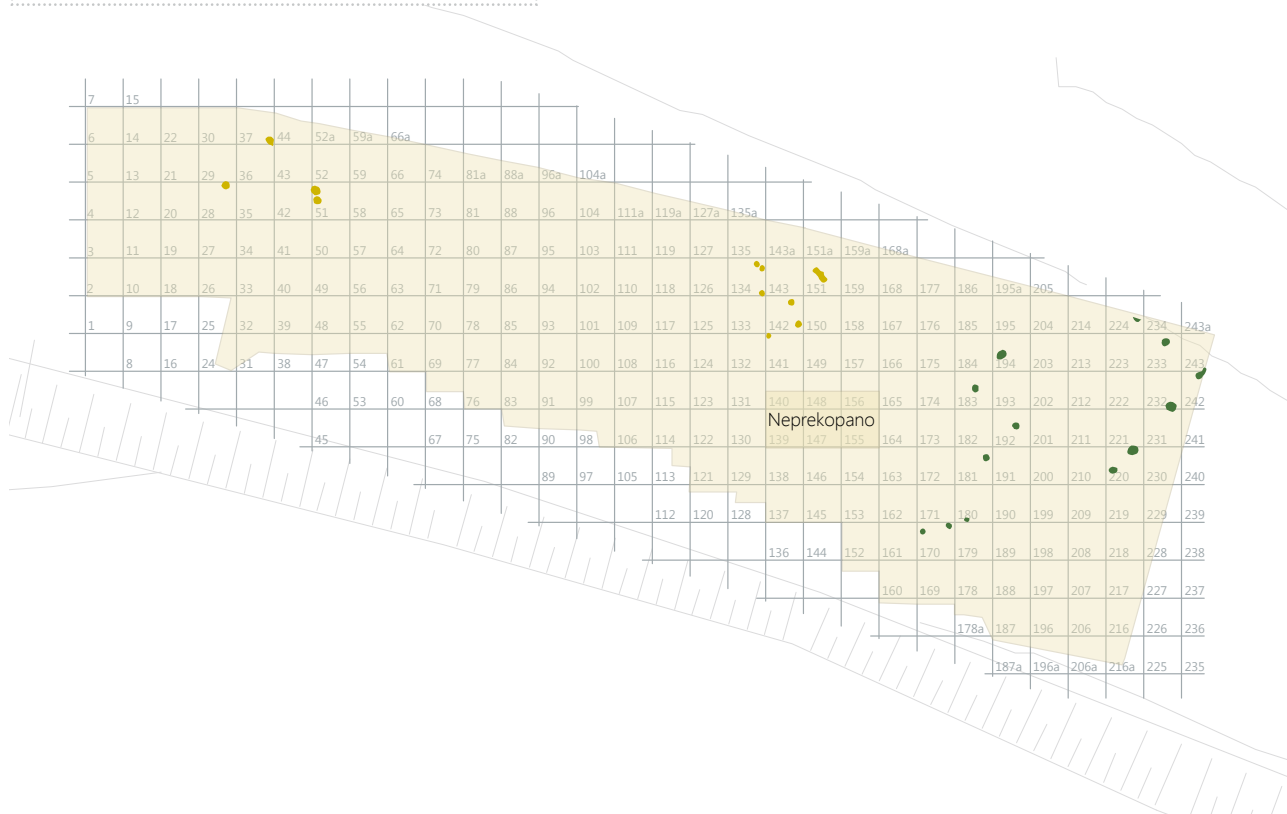 7 15
6 14 22 30 37 44 52a 59a 66a
5 13 21 29 36 43 52 59 66 74 81a 88a 96a 104a
4 12 20 28 35 42 51 58 65 73 81 88 96 104 111a 119a 127a 135a
3 11 19 27 34 41 50 57 64 72 80 87 95 103 111 119 127 135 143a 151a 159a 168a
2 10 18 26 33 40 49 56 63 71 79 86 94 102 110 118 126 134 143 151 159 168 177 186 195a 205
1 9 17 25 32 39 48 55 62 70 78 85 93 101 109 117 125 133 142 150 158 167 176 185 195 204 214 224 234 243a
8 16 24 31 38 47 54 61 69 77 84 92 100 108 116 124 132 141 149 157 166 175 184 194 203 213 223 233 243
46 53 60 68 76 83 91 99 107 115 123 131 140 148 156 165 174 183 193 202 212 222 232 242
Neprekopano
45 67 75 82 90 98 106 114 122 130 139 147 155 164 173 182 192 201 211 221 231 241
89 97 105 113 121 129 138 146 154 163 172 181 191 200 210 220 230 240
112 120 128 137 145 153 162 171 180 190 199 209 219 229 239
136 144 152 161 170 179 189 198 208 218 228 238
160 169 178 188 197 207 217 227 237
178a 187 196 206 216 226 236
187a 196a 206a 216a 225 235